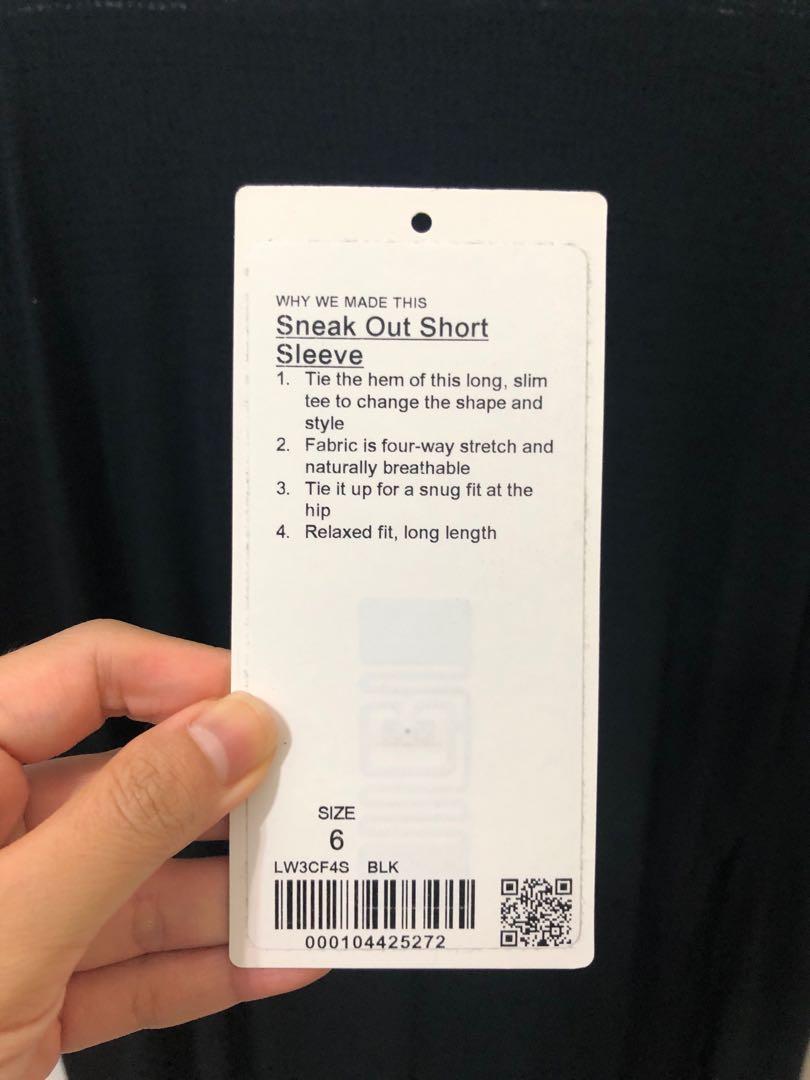 WHY WE MADE THIS
Sneak Out Short
Sleeve
1. Tie the hem of this long, slim
tee to change the shape and
style
2. Fabric is four-way stretch and
naturally breathable
3. Tie it up for a snug fit at the
hip
4. Relaxed fit, long length
SIZE
6
LW3CF4S BLK
000104425272